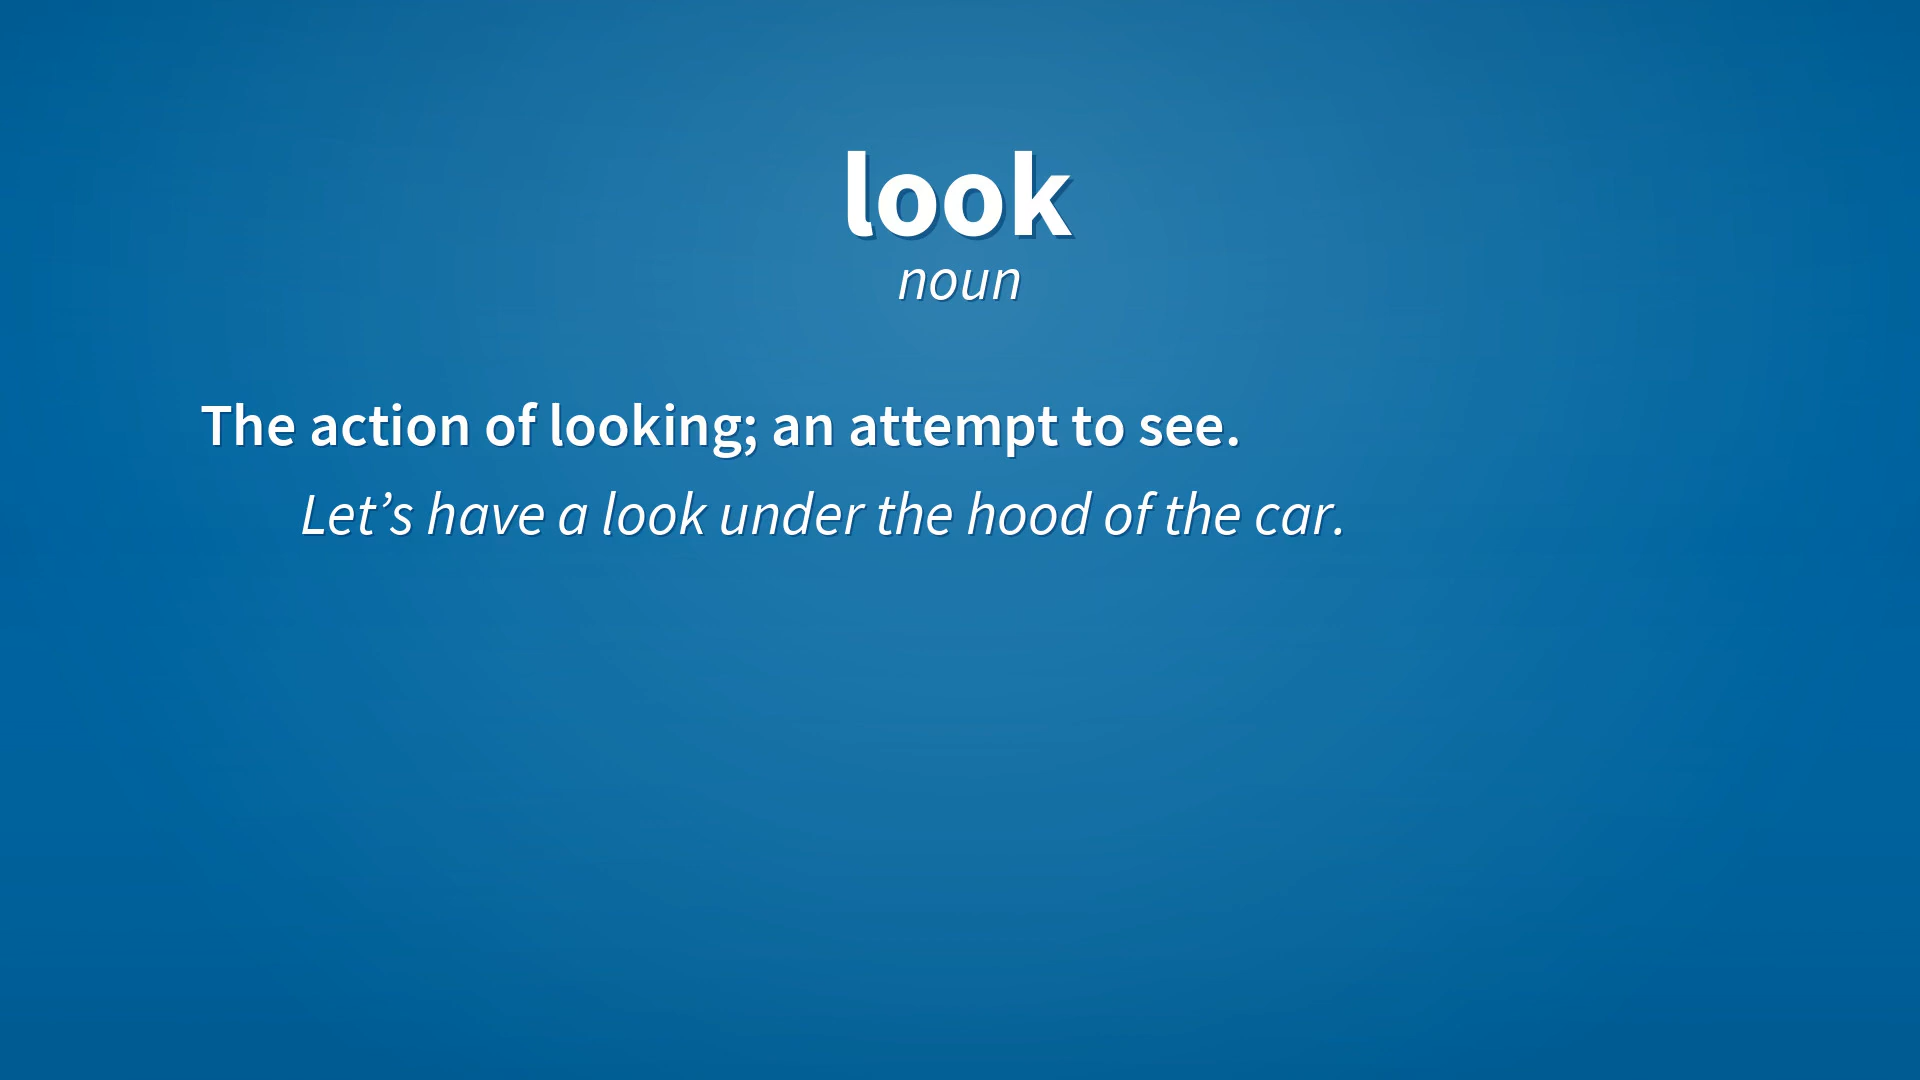 look
noun
The action of looking; an attempt to see.
Let’s have a look under the hood of the car.